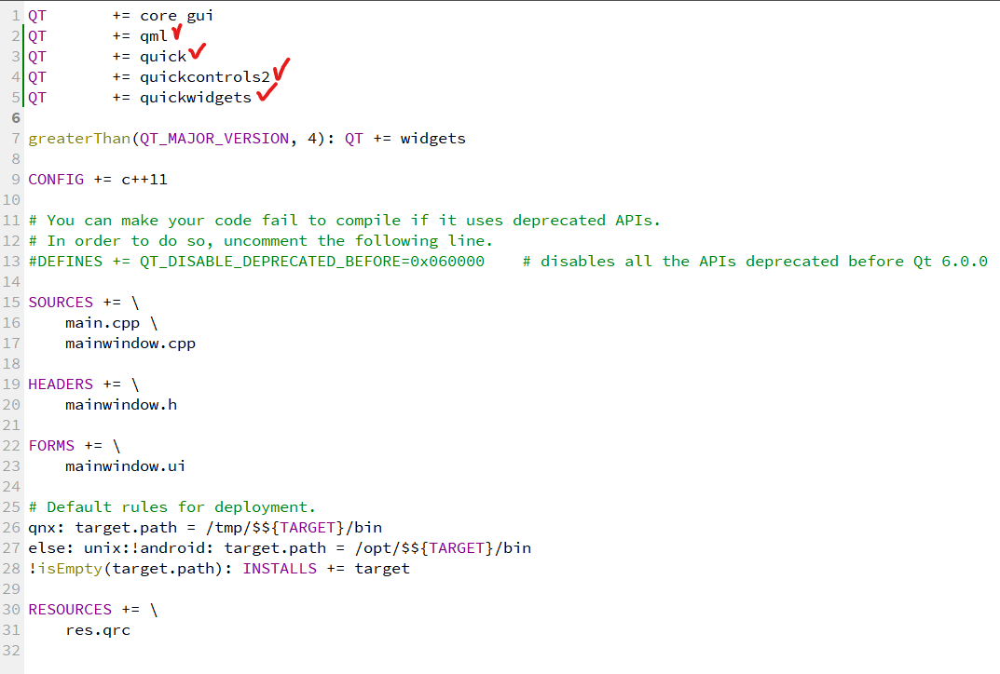 1 QT       += core gui
2 QT       += qml
3 QT       += quick
4 QT       += quickcontrols2
5 QT       += quickwidgets
6
7 greaterThan(QT_MAJOR_VERSION, 4): QT += widgets
8
9 CONFIG += c++11
10
11 # You can make your code fail to compile if it uses deprecated APIs.
12 # In order to do so, uncomment the following line.
13 #DEFINES += QT_DISABLE_DEPRECATED_BEFORE=0x060000    # disables all the APIs deprecated before Qt 6.0.0
14
15 SOURCES += \
16     main.cpp \
17     mainwindow.cpp
18
19 HEADERS += \
20     mainwindow.h
21
22 FORMS += \
23     mainwindow.ui
24
25 # Default rules for deployment.
26 qnx: target.path = /tmp/$${TARGET}/bin
27 else: unix:!android: target.path = /opt/$${TARGET}/bin
28 !isEmpty(target.path): INSTALLS += target
29
30 RESOURCES += \
31     res.qrc
32